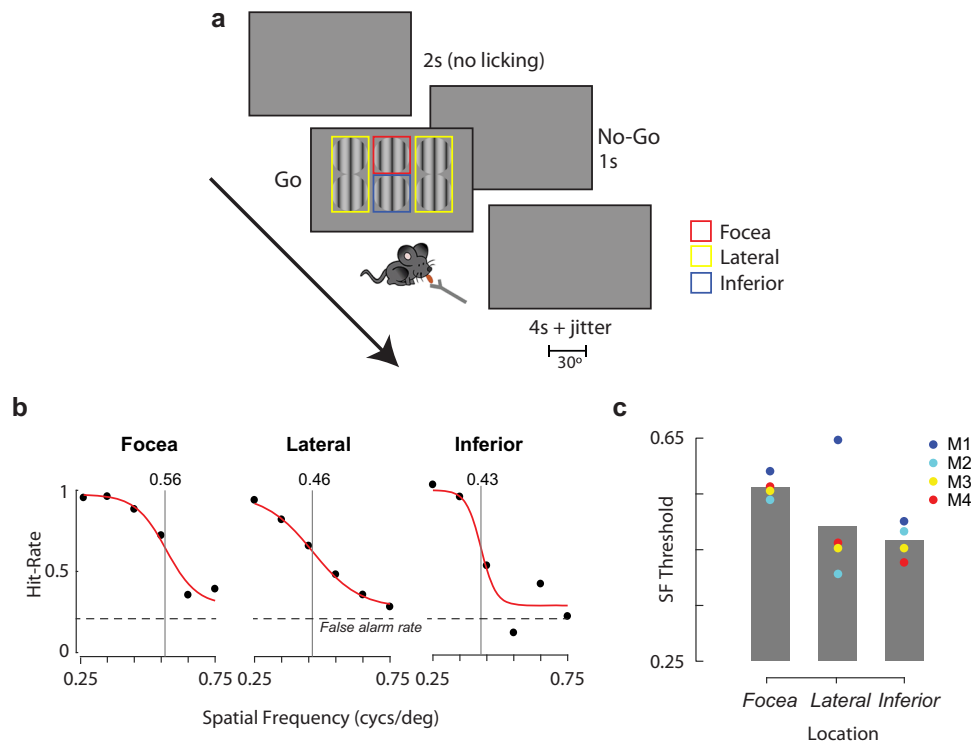 a
2s (no licking)
No-Go
1s
Go
Focea
Lateral
Inferior
4s + jitter
30º
b
Focea
Lateral
Inferior
0.56
0.46
0.43
1
0.5
0
Hit-Rate
False alarm rate
0.25
0.75
0.25
0.75
0.25
0.75
Spatial Frequency (cycs/deg)
c
0.65
0.25
SF Threshold
M1
M2
M3
M4
Focea
Lateral
Inferior
Location